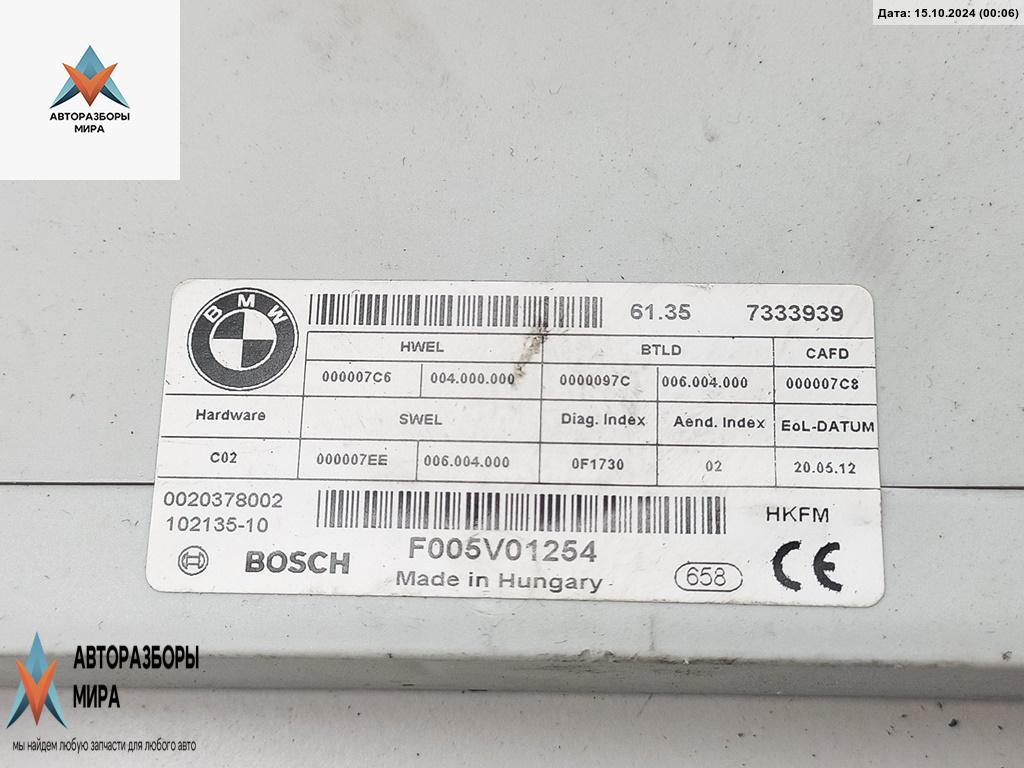 Дата: 15.10.2024 (00:06)
АВТОРАЗБОРЫ
МИРА
BMW
61.35 7333939
HWEL BTLD CAFD
000007C6 004.000.000 0000097C 006.004.000 000007C8
Hardware SWEL Diag. Index Aend. Index EoL-DATUM
C02 000007EE 006.004.000 0F1730 02 20.05.12
0020378002
102135-10
HKFM
BOSCH F005V01254
Made in Hungary
658 CE
АВТОРАЗБОРЫ
МИРА
мы найдем любую запчасти для любого авто